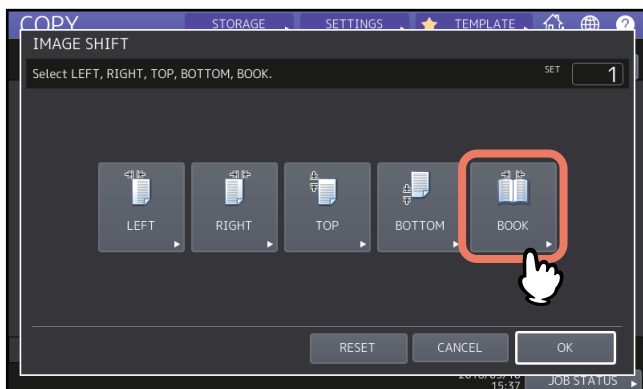 COPY STORAGE SETTINGS TEMPLATE ?
IMAGE SHIFT
Select LEFT, RIGHT, TOP, BOTTOM, BOOK.
SET 1
LEFT RIGHT TOP BOTTOM BOOK
RESET CANCEL OK
15:37 JOB STATUS